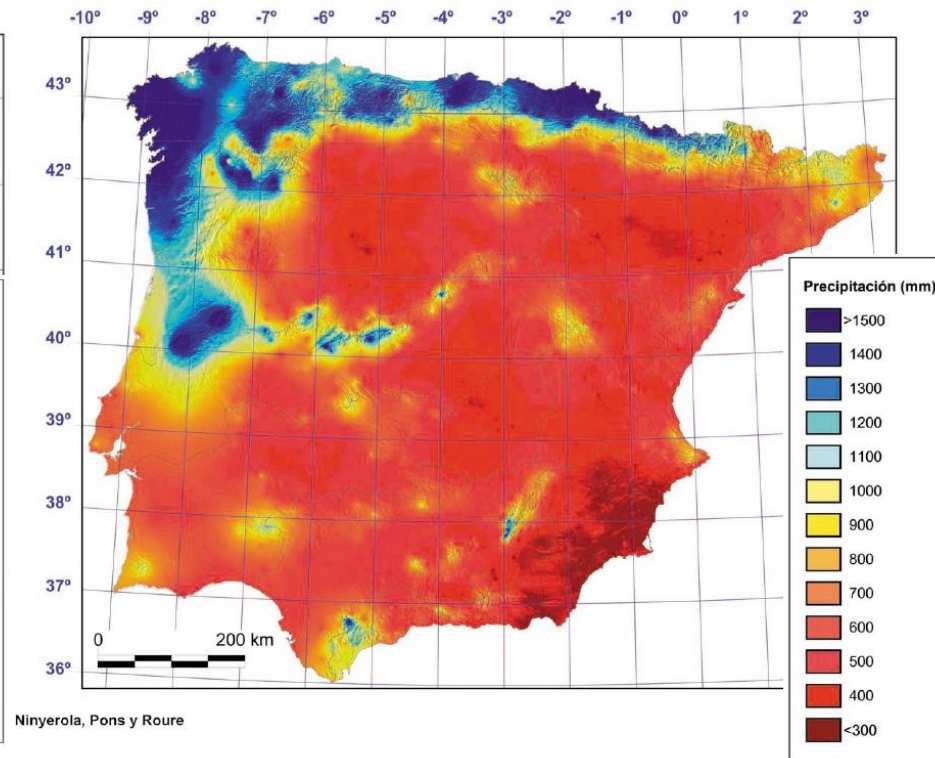 -10º -9º -8º -7º -6º -5º -4º -3º -2º -1º 0º 1º 2º 3º
43º
42º
41º
40º
39º
38º
37º
36º
0 200 km
Precipitación (mm)
>1500
1400
1300
1200
1100
1000
900
800
700
600
500
400
<300
Ninyerola, Pons y Roure